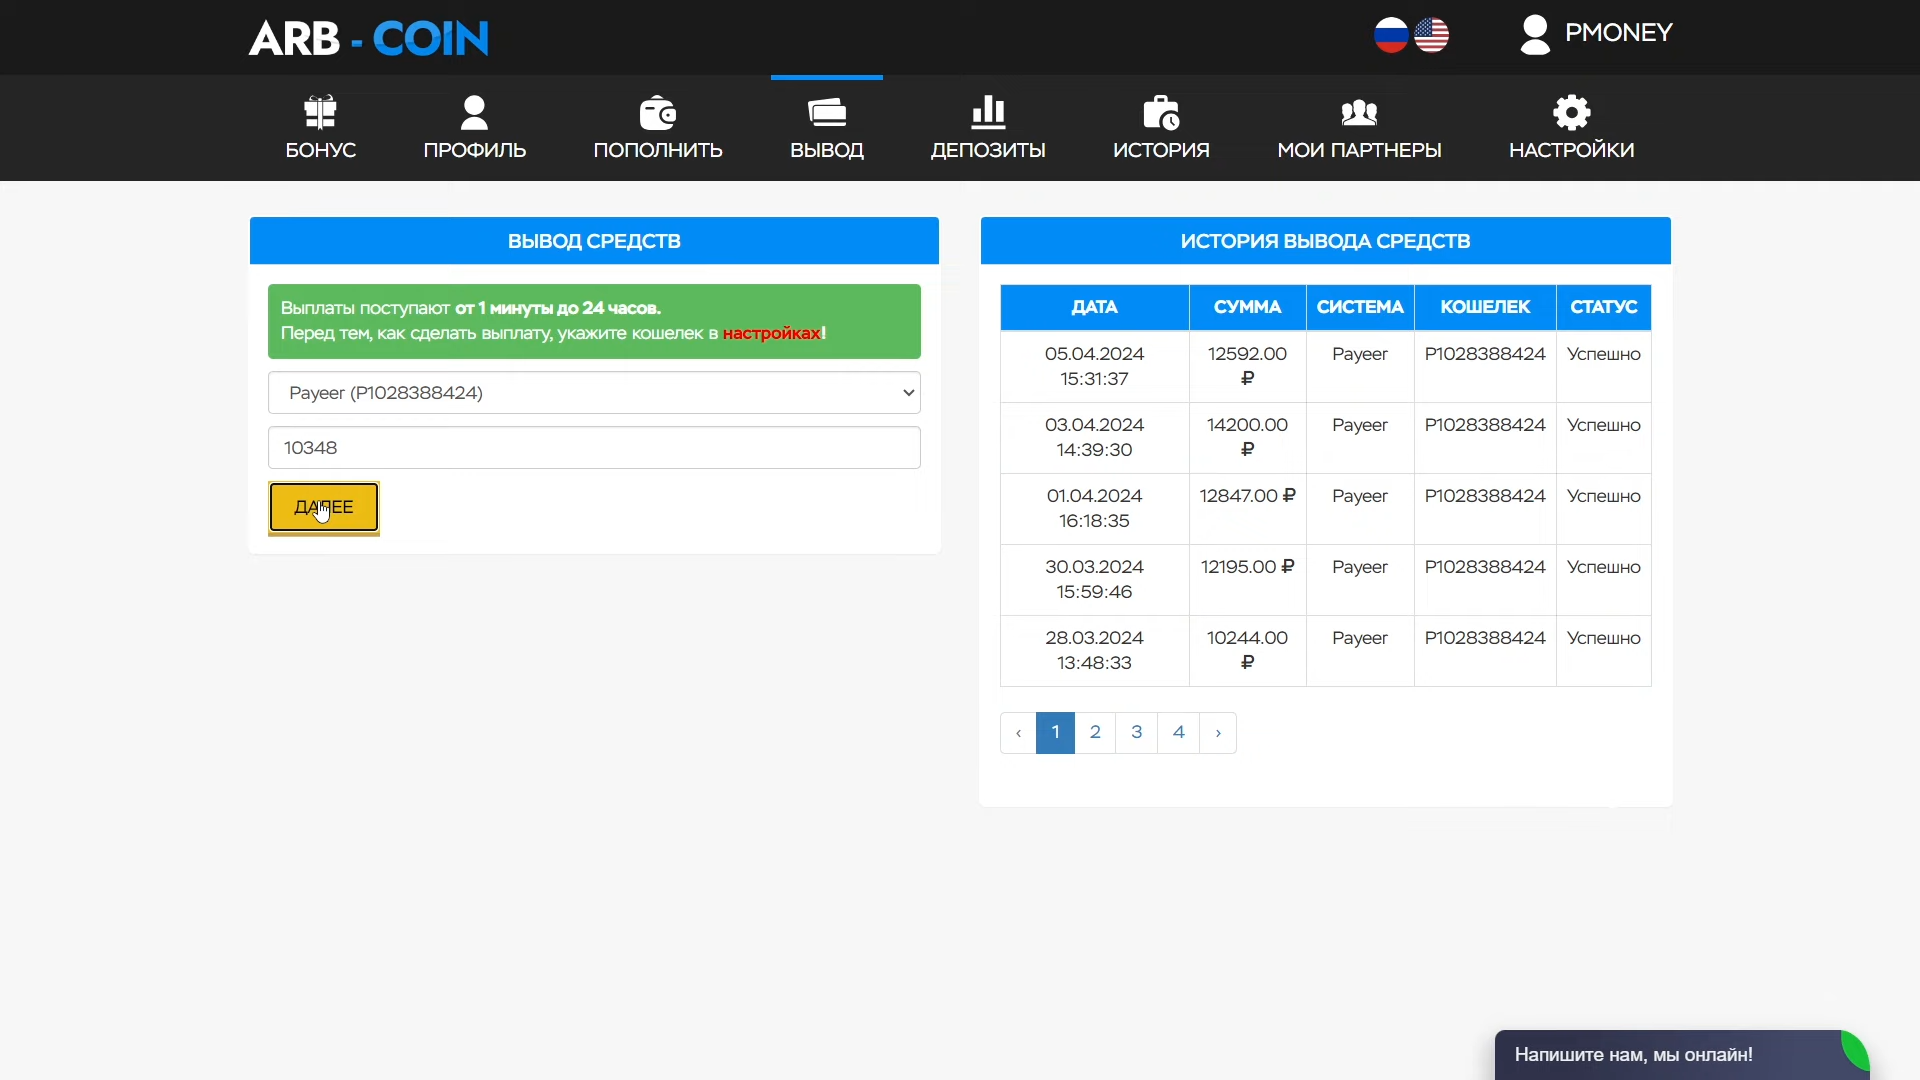 ARB - COIN
PMONEY
БОНУС
ПРОФИЛЬ
ПОПОЛНИТЬ
ВЫВОД
ДЕПОЗИТЫ
ИСТОРИЯ
МОИ ПАРТНЕРЫ
НАСТРОЙКИ
ВЫВОД СРЕДСТВ
Выплаты поступают от 1 минуты до 24 часов.
Перед тем, как сделать выплату, укажите кошелек в настройках!
Payeer (P1028388424)
10348
ДАЛЕЕ
ИСТОРИЯ ВЫВОДА СРЕДСТВ
ДАТА СУММА СИСТЕМА КОШЕЛЕК СТАТУС
05.04.2024 12592.00 Payeer P1028388424 Успешно
15:31:37 ₽
03.04.2024 14200.00 Payeer P1028388424 Успешно
14:39:30 ₽
01.04.2024 12847.00 ₽ Payeer P1028388424 Успешно
16:18:35
30.03.2024 12195.00 ₽ Payeer P1028388424 Успешно
15:59:46
28.03.2024 10244.00 Payeer P1028388424 Успешно
13:48:33 ₽
‹ 1 2 3 4 ›
Напишите нам, мы онлайн!